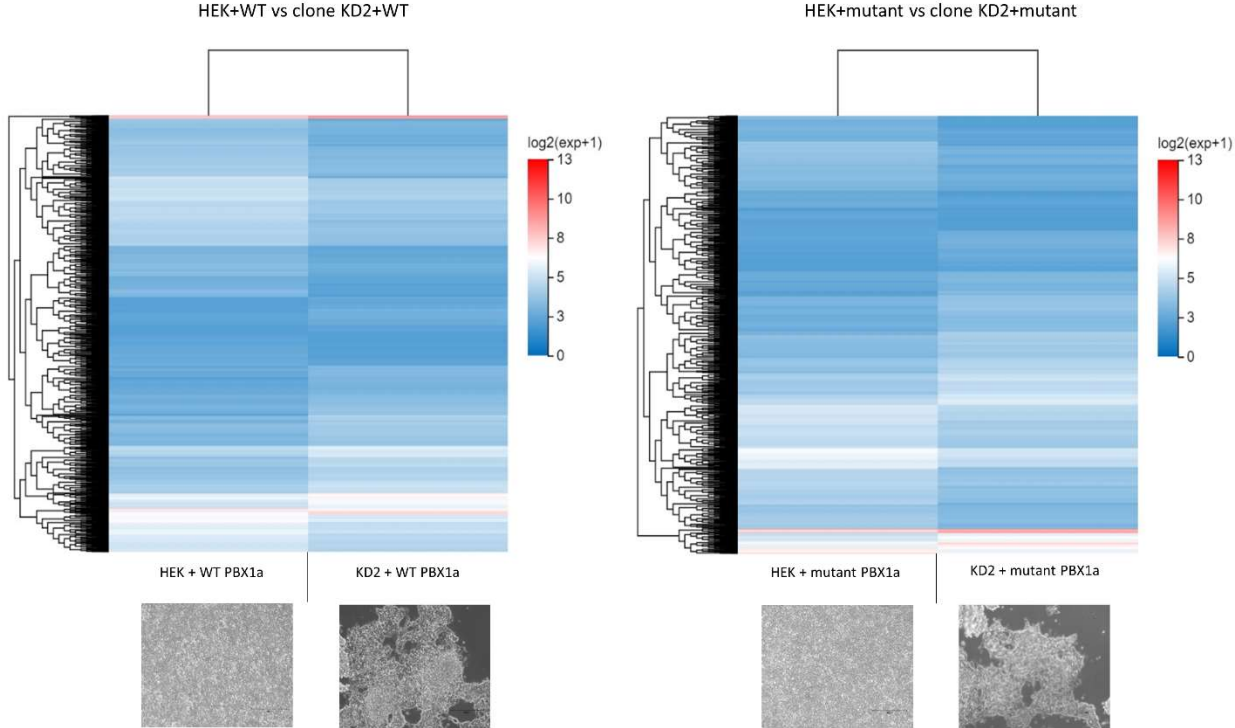 HEK+WT vs clone KD2+WT
HEK+mutant vs clone KD2+mutant
log2(exp+1)
13
10
8
5
3
0
log2(exp+1)
13
10
8
5
3
0
HEK + WT PBX1a
KD2 + WT PBX1a
HEK + mutant PBX1a
KD2 + mutant PBX1a